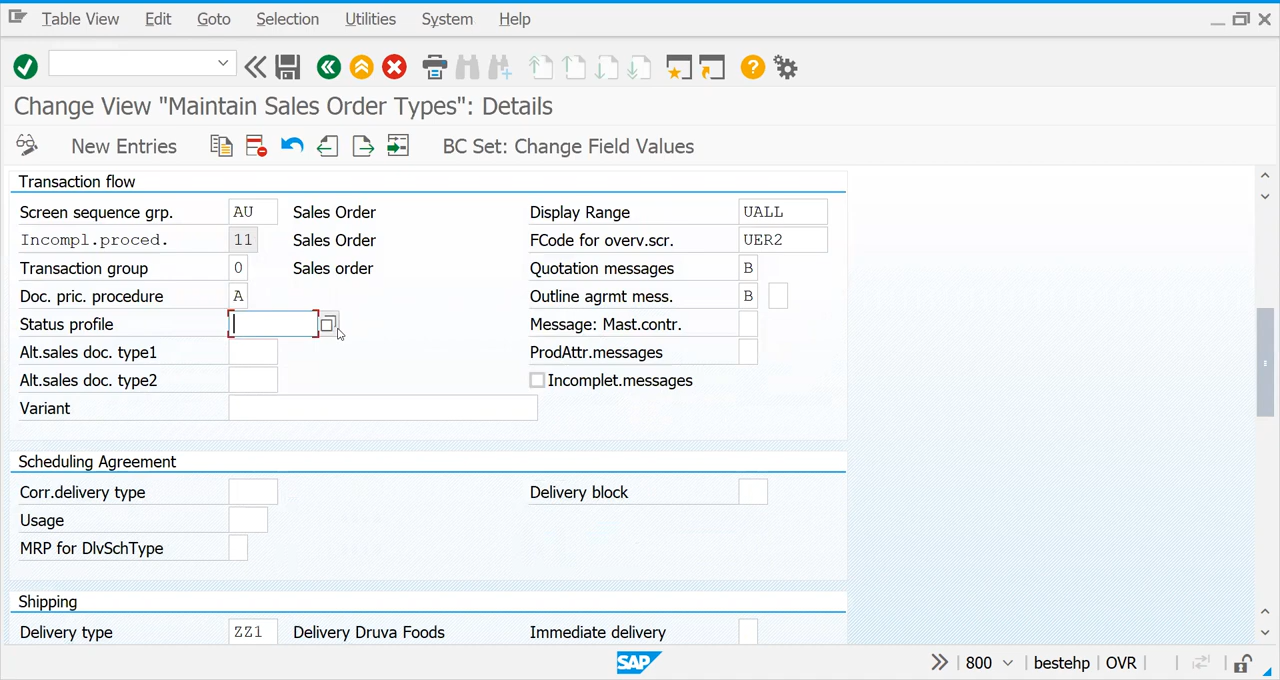 Table View Edit Goto Selection Utilities System Help
Change View "Maintain Sales Order Types": Details
New Entries BC Set: Change Field Values
Transaction flow
Screen sequence grp. AU Sales Order Display Range UALL
Incompl.proced. 11 Sales Order FCode for overv.scr. UER2
Transaction group 0 Sales order Quotation messages B
Doc. pric. procedure A Outline agrmt mess. B
Status profile Message: Mast.contr.
Alt.sales doc. type1 ProdAttr.messages
Alt.sales doc. type2 Incomplet.messages
Variant
Scheduling Agreement
Corr.delivery type Delivery block
Usage
MRP for DlvSchType
Shipping
Delivery type ZZ1 Delivery Druva Foods Immediate delivery
SAP 800 bestehp OVR